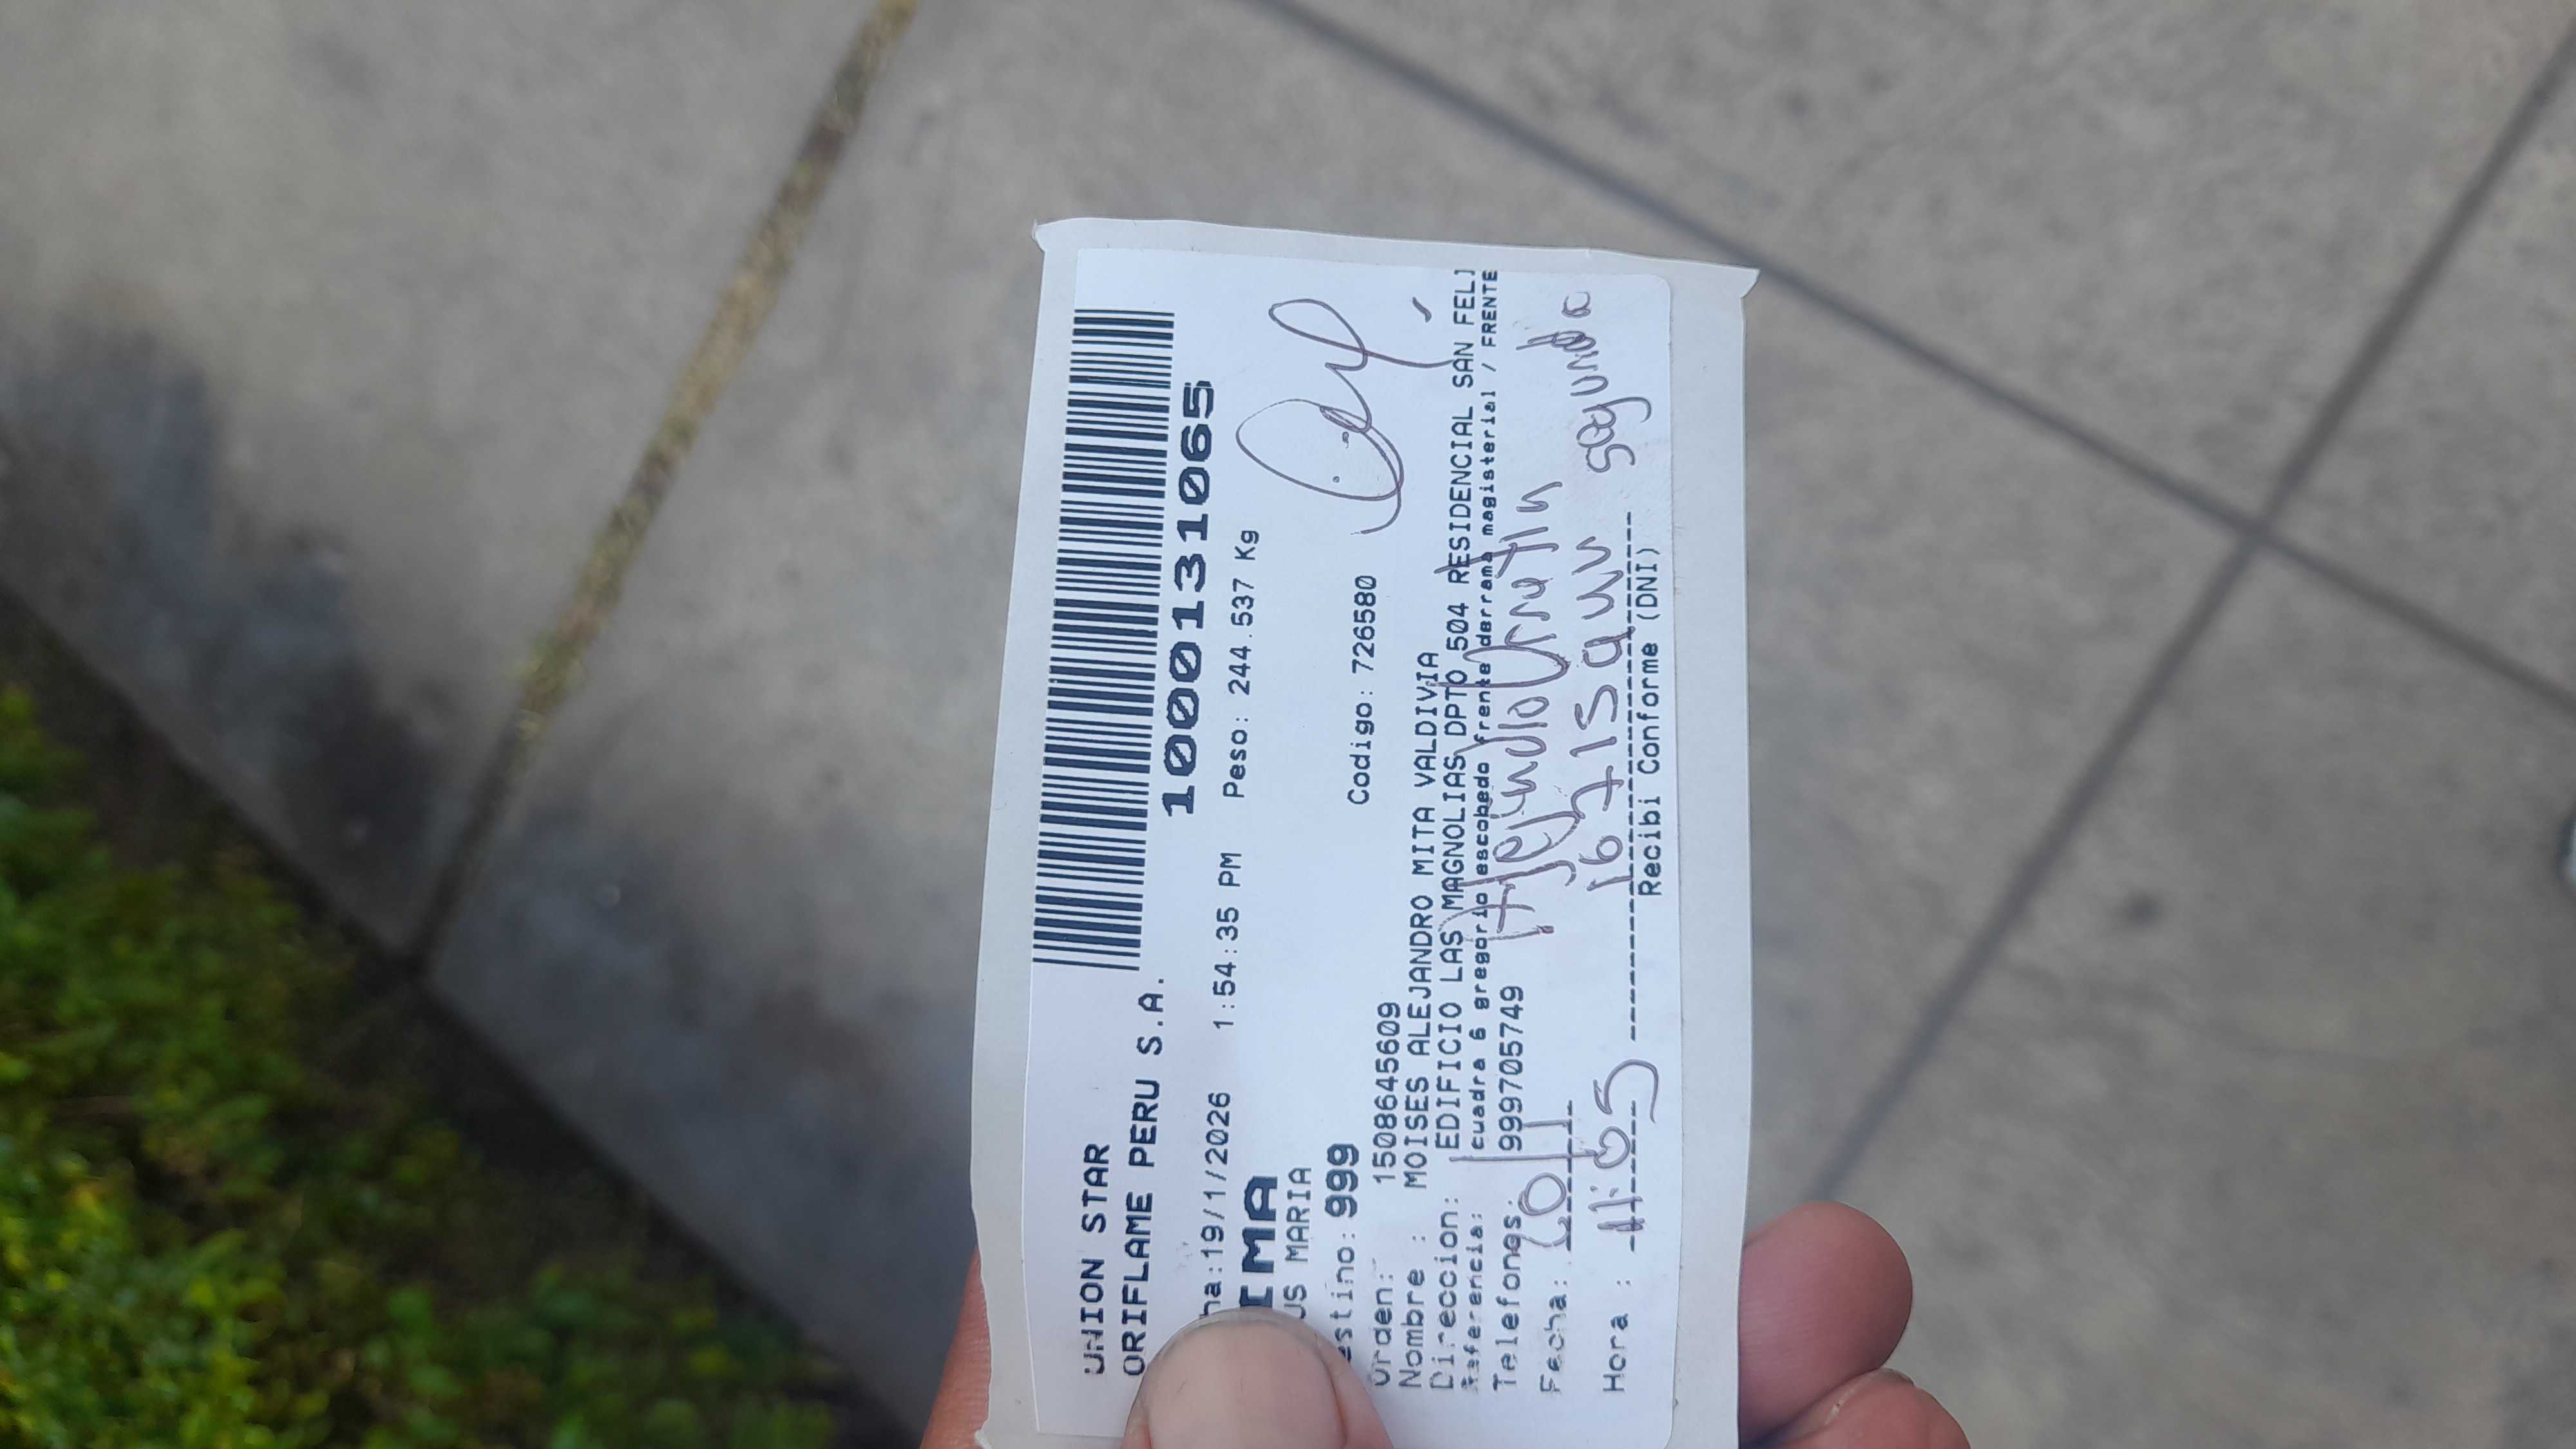 UNION STAR
ORIFLAME PERU S.A.
1000131065
ha:19/1/2026 1:54:35 PM Peso: 244.537 Kg
IMA
US MARIA
estino:999 Codigo: 726580
Orden: 1508645609
Nombre : MOISES ALEJANDRO MITA VALDIVIA
Direccion: EDIFICIO LAS MAGNOLIAS DPTO 504 RESIDENCIAL SAN FELI
Referencia: cuadra 6 gregorio escobedo frente derrama magisterial / FRENTE
Telefonos: 999705749
Fecha: 20/1
Hora : 11:05
Recibi Conforme (DNI)